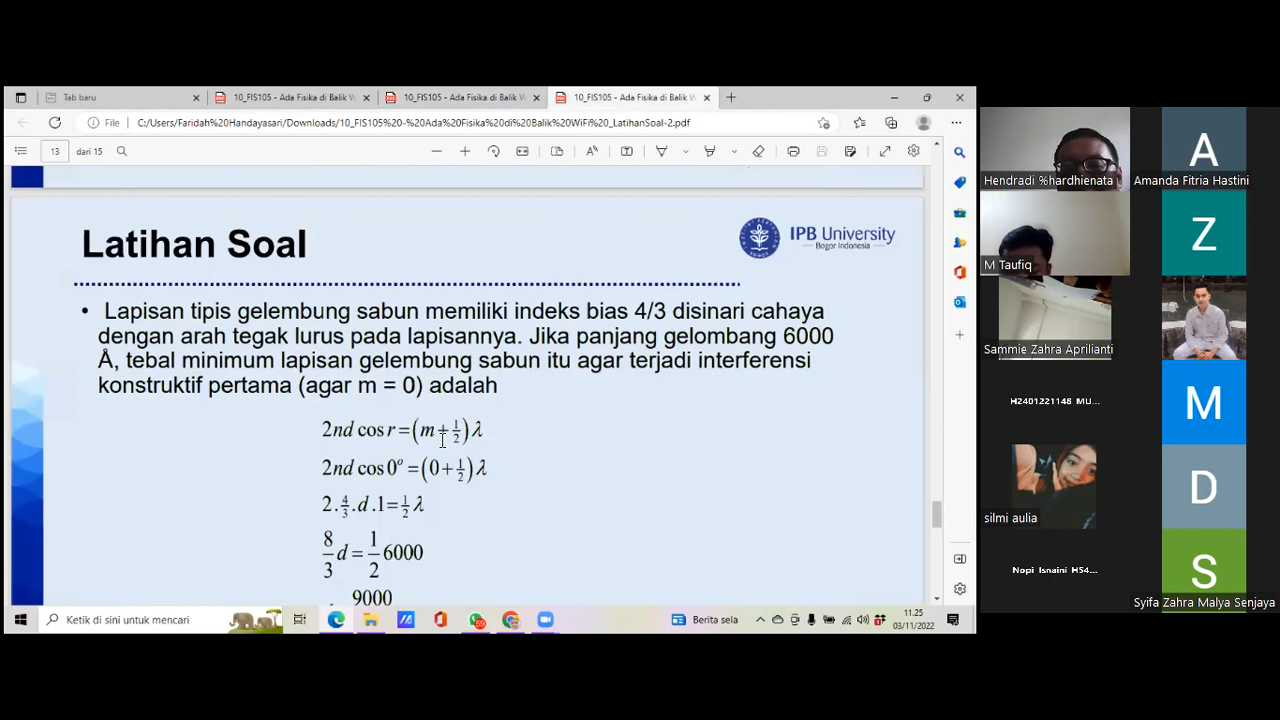 Tab baru
10_FIS105 - Ada Fisika di Balik W
10_FIS105 - Ada Fisika di Balik W
10_FIS105 - Ada Fisika di Balik W
File
C:/Users/Faridah%20Handayasari/Downloads/10_FIS105%20-%20Ada%20Fisika%20di%20Balik%20WiFi%20_LatihanSoal-2.pdf
13 dari 15
Latihan Soal
IPB University
Bogor Indonesia
• Lapisan tipis gelembung sabun memiliki indeks bias 4/3 disinari cahaya
dengan arah tegak lurus pada lapisannya. Jika panjang gelombang 6000
Å, tebal minimum lapisan gelembung sabun itu agar terjadi interferensi
konstruktif pertama (agar m = 0) adalah
2nd cos r = (m + 1/2) λ
2nd cos 0° = (0 + 1/2) λ
2 . 4/3 . d . 1 = 1/2 λ
8/3 d = 1/2 6000
9000
Ketik di sini untuk mencari
59
Berita sela
11.25
03/11/2022
Hendradi %hardhienata
A
Amanda Fitria Hastini
M Taufiq
Z
Sammie Zahra Aprilianti
H2401221148 MU...
M
silmi aulia
D
Nopi Isnaini H54...
S
Syifa Zahra Malya Senjaya